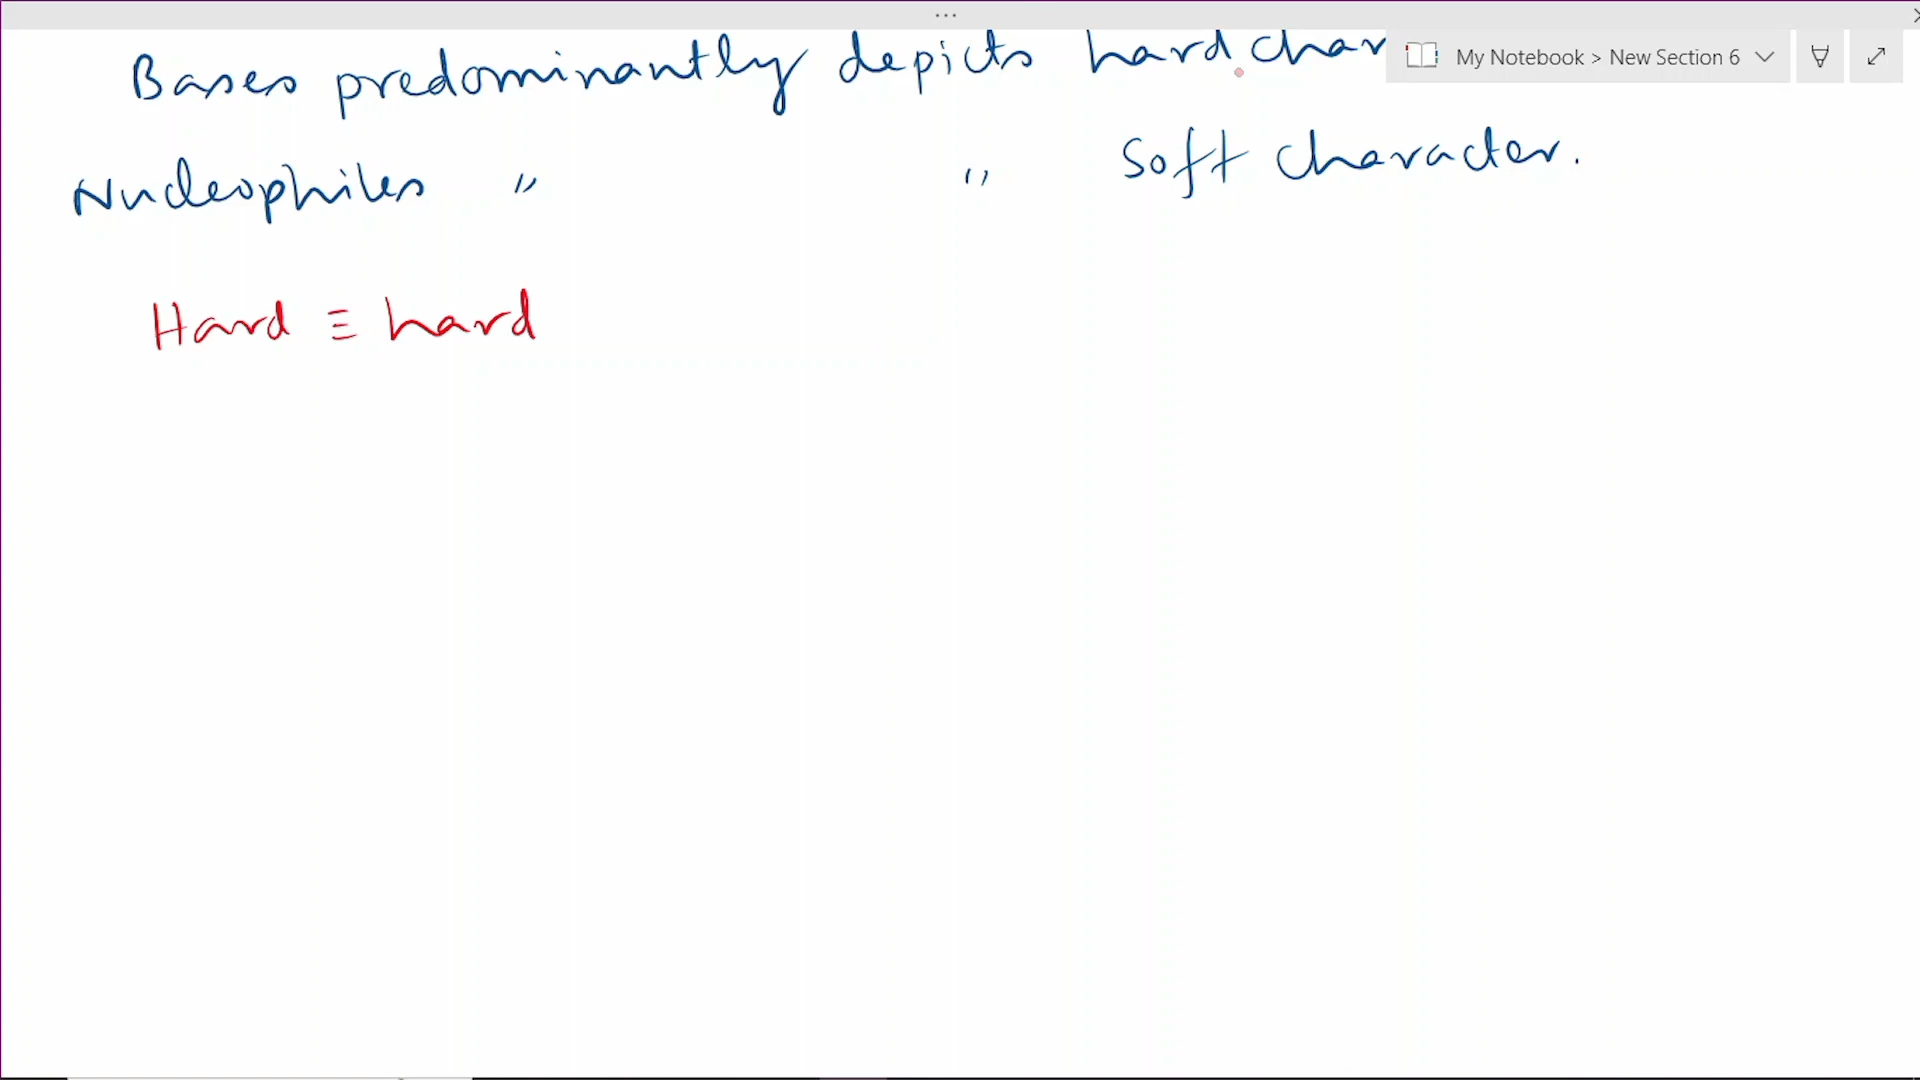 ...
My Notebook > New Section 6
Bases predominantly depicts hard char
Nucleophiles " " Soft character.
Hard ≡ hard